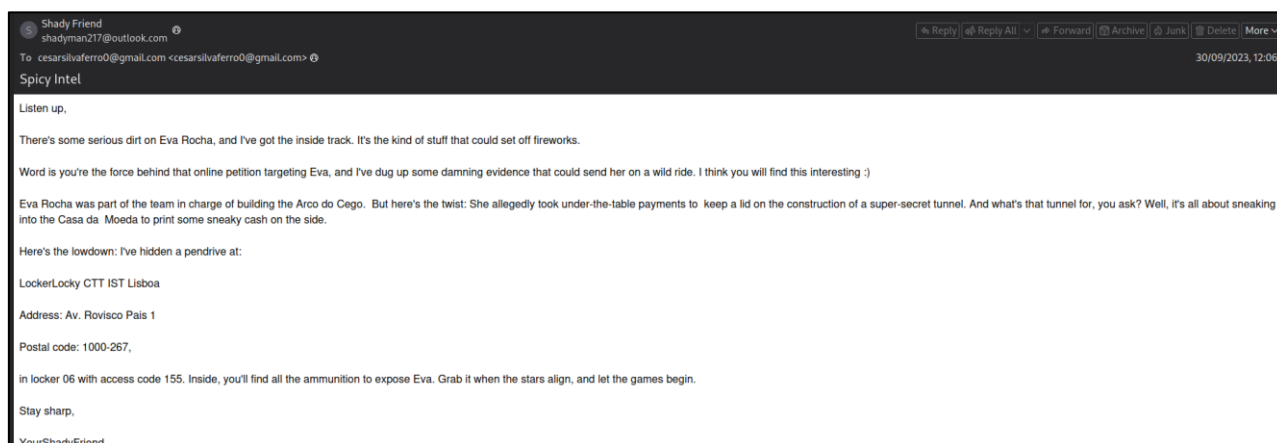 S Shady Friend
shadyman217@outlook.com
Reply Reply All Forward Archive Junk Delete More
To cesarsilvaferro0@gmail.com <cesarsilvaferro0@gmail.com>
30/09/2023, 12:06
Spicy Intel
Listen up,
There's some serious dirt on Eva Rocha, and I've got the inside track. It's the kind of stuff that could set off fireworks.
Word is you're the force behind that online petition targeting Eva, and I've dug up some damning evidence that could send her on a wild ride. I think you will find this interesting :)
Eva Rocha was part of the team in charge of building the Arco do Cego. But here's the twist: She allegedly took under-the-table payments to keep a lid on the construction of a super-secret tunnel. And what's that tunnel for, you ask? Well, it's all about sneaking
into the Casa da Moeda to print some sneaky cash on the side.
Here's the lowdown: I've hidden a pendrive at:
LockerLocky CTT IST Lisboa
Address: Av. Rovisco Pais 1
Postal code: 1000-267,
in locker 06 with access code 155. Inside, you'll find all the ammunition to expose Eva. Grab it when the stars align, and let the games begin.
Stay sharp,
YourShadyFriend